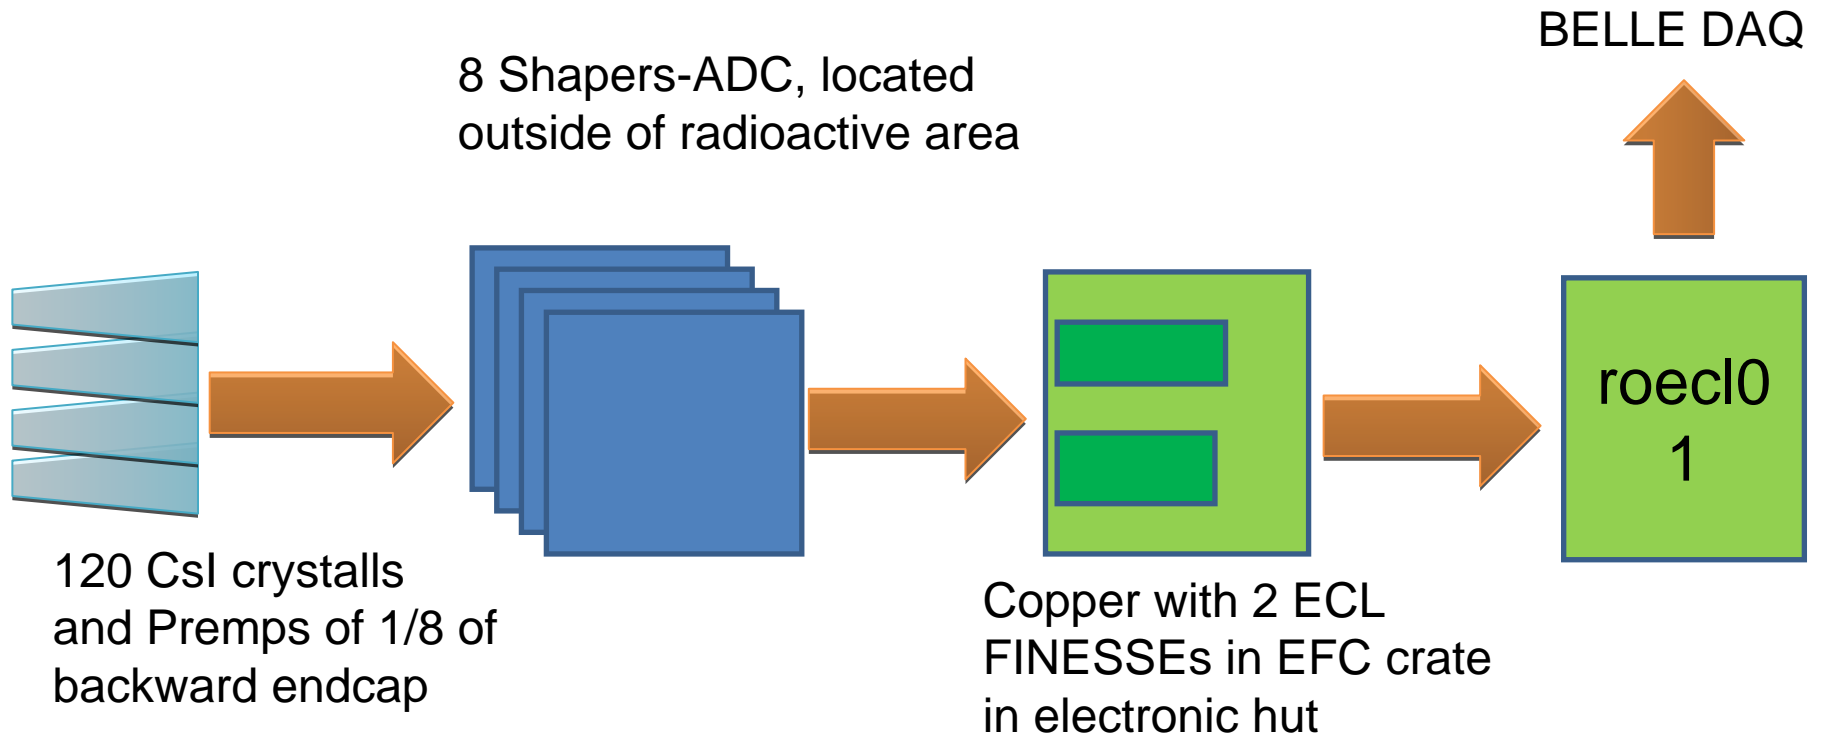 BELLE DAQ
8 Shapers-ADC, located
outside of radioactive area
roecl0
1
120 CsI crystalls
and Premps of 1/8 of
backward endcap
Copper with 2 ECL
FINESSEs in EFC crate
in electronic hut